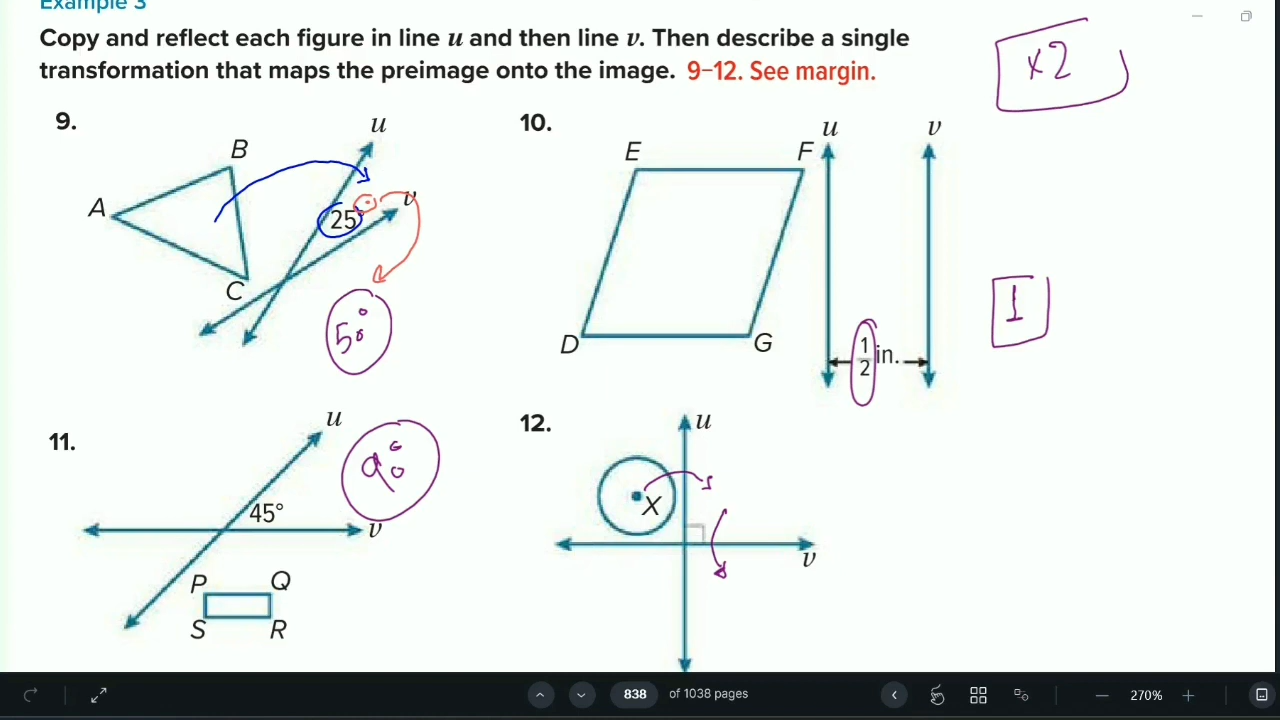 Example 3
Copy and reflect each figure in line u and then line v. Then describe a single
transformation that maps the preimage onto the image. 9–12. See margin.
x2
9.
B
u
A
v
25°
C
50°
10.
E
F
u
v
D
G
1/2 in.
1
11.
u
90°
45°
v
P
Q
S
R
12.
u
X
v
838 of 1038 pages
270%